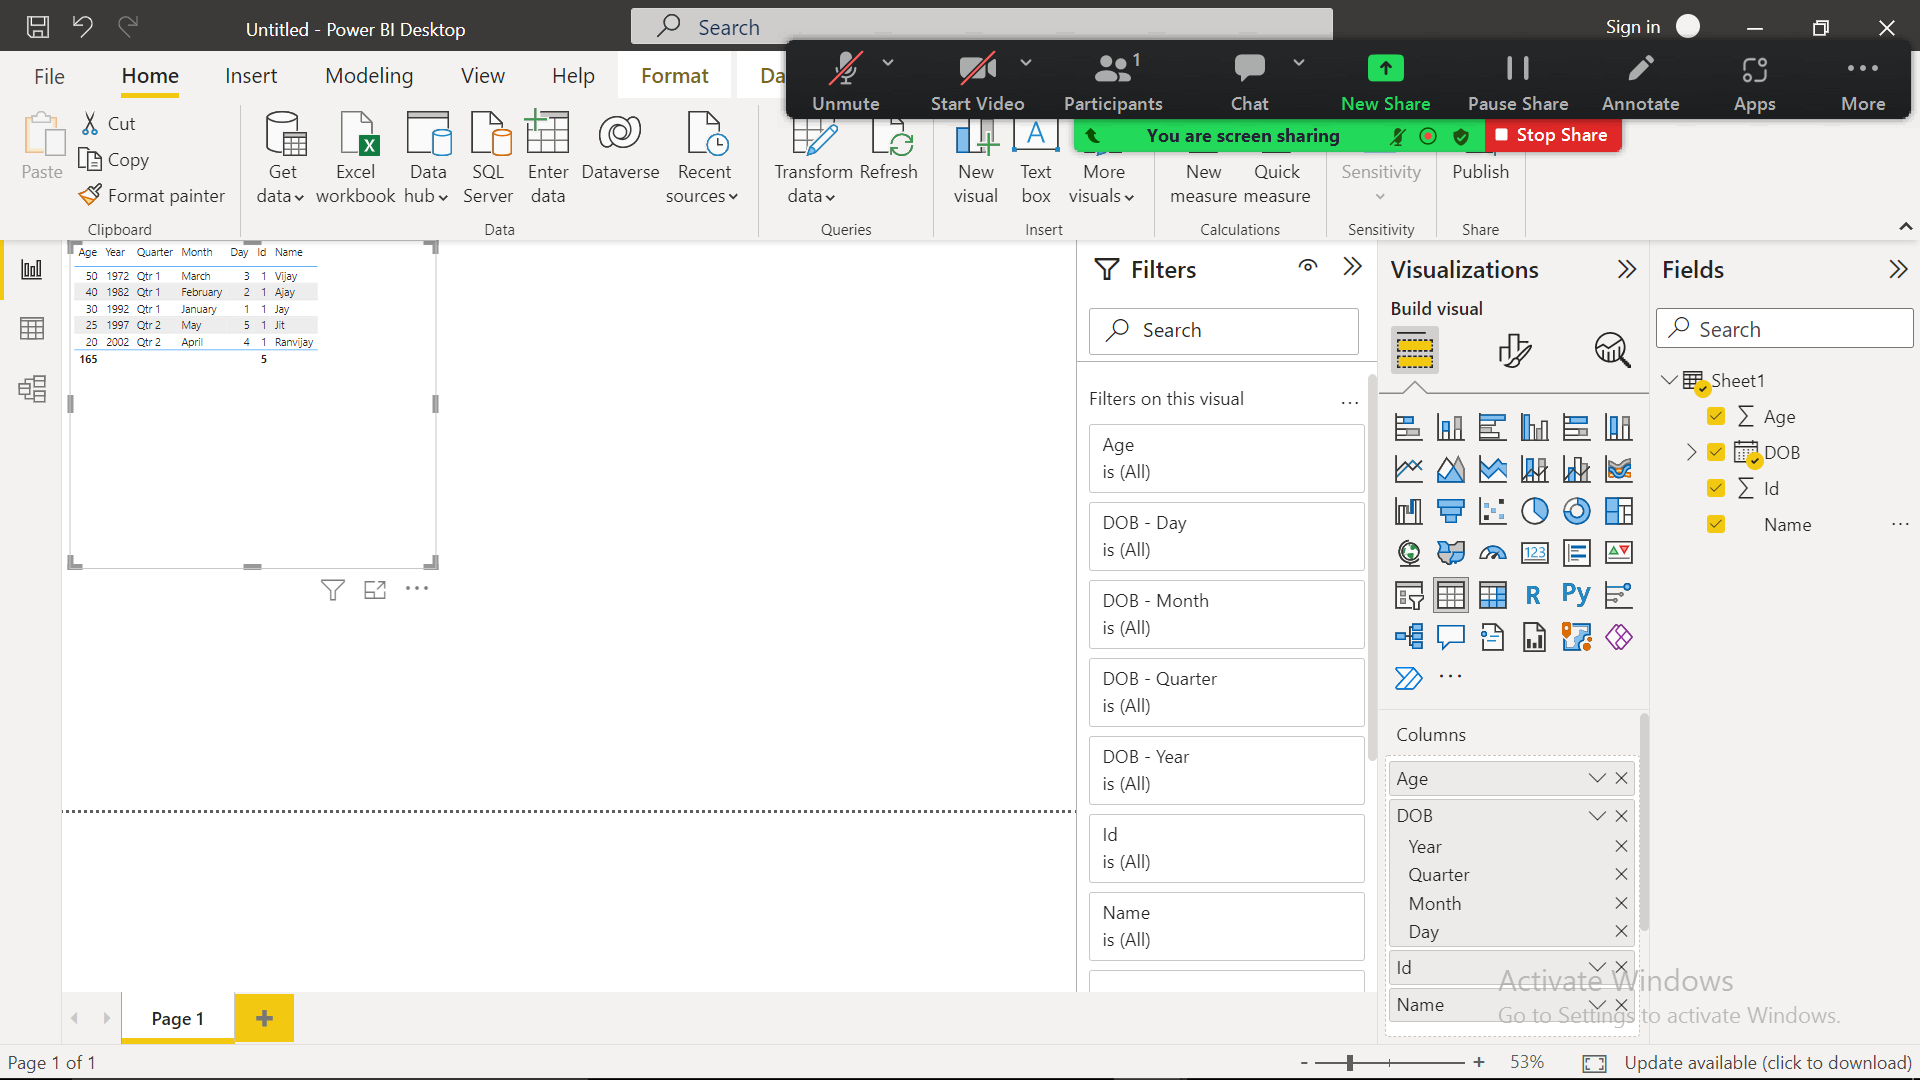 Untitled - Power BI Desktop
Search
Sign in
File
Home
Insert
Modeling
View
Help
Format
Da
Unmute
Start Video
Participants
1
Chat
New Share
Pause Share
Annotate
Apps
More
You are screen sharing
Stop Share
Paste
Cut
Copy
Format painter
Clipboard
Get data
Excel workbook
Data hub
SQL Server
Enter data
Dataverse
Recent sources
Data
Transform data
Refresh
Queries
New visual
Text box
More visuals
Insert
New measure
Quick measure
Calculations
Sensitivity
Sensitivity
Publish
Share
Age Year Quarter Month Day Id Name
50 1972 Qtr 1 March 3 1 Vijay
40 1982 Qtr 1 February 2 1 Ajay
30 1992 Qtr 1 January 1 1 Jay
25 1997 Qtr 2 May 5 1 Jit
20 2002 Qtr 2 April 4 1 Ranvijay
165 5
Filters
Search
Filters on this visual
Age
is (All)
DOB - Day
is (All)
DOB - Month
is (All)
DOB - Quarter
is (All)
DOB - Year
is (All)
Id
is (All)
Name
is (All)
Visualizations
Build visual
123
R
Py
Columns
Age
DOB
Year
Quarter
Month
Day
Id
Name
Fields
Search
Sheet1
Age
DOB
Id
Name
Activate Windows
Go to Settings to activate Windows.
Page 1
Page 1 of 1
53%
Update available (click to download)